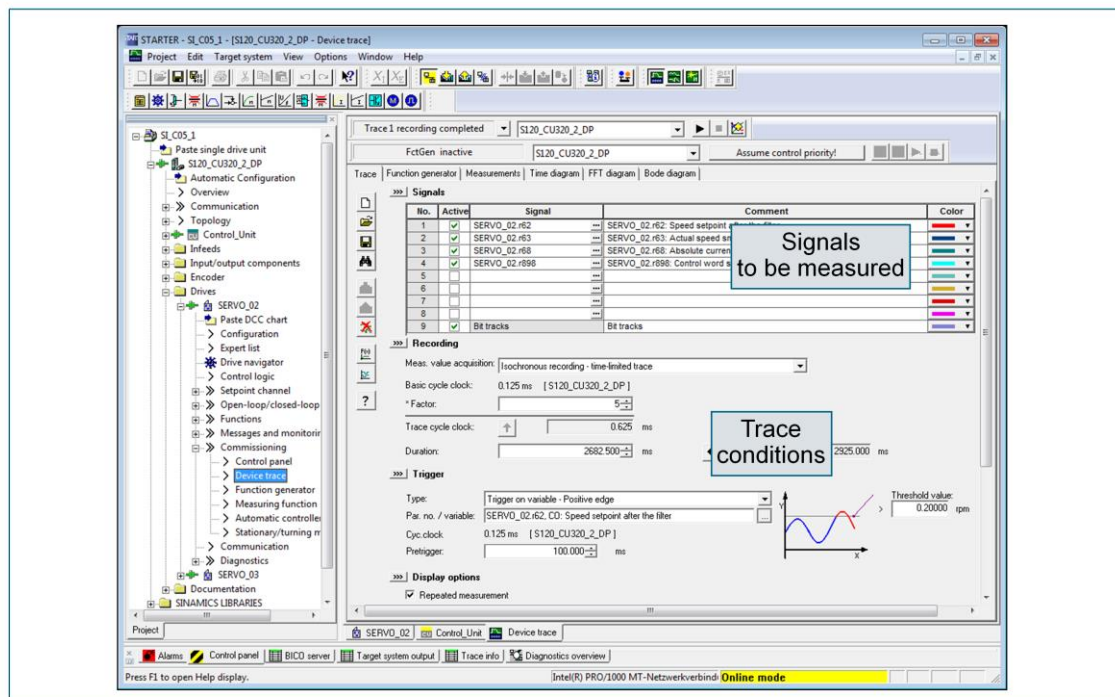 STARTER - SI_C05_1 - [S120_CU320_2_DP - Device trace]
Project Edit Target system View Options Window Help
SI_C05_1
Paste single drive unit
S120_CU320_2_DP
Automatic Configuration
Overview
Communication
Topology
Control_Unit
Infeeds
Input/output components
Encoder
Drives
SERVO_02
Paste DCC chart
Configuration
Expert list
Drive navigator
Control logic
Setpoint channel
Open-loop/closed-loop
Functions
Messages and monitorin
Commissioning
Control panel
Device trace
Function generator
Measuring function
Automatic controller
Stationary/turning m
Communication
Diagnostics
SERVO_03
Documentation
SINAMICS LIBRARIES
Project
Trace1 recording completed S120_CU320_2_DP
FctGen inactive S120_CU320_2_DP Assume control priority!
Trace Function generator Measurements Time diagram FFT diagram Bode diagram
Signals
No. Active Signal Comment Color
1 SERVO_02.r62 SERVO_02.r62: Speed setpoint
2 SERVO_02.r63 SERVO_02.r63: Actual speed
3 SERVO_02.r68 SERVO_02.r68: Absolute
4 SERVO_02.r898 SERVO_02.r898: Control word
5
6
7
8
9 Bit tracks Bit tracks
Signals
to be measured
Recording
Meas. value acquisition: Isochronous recording - time-limited trace
Basic cycle clock: 0.125 ms [ S120_CU320_2_DP ]
* Factor: 5
Trace cycle clock: 0.625 ms
Duration: 2682.500 ms 2925.000 ms
Trace
conditions
Trigger
Type: Trigger on variable - Positive edge
Par. no. / variable: SERVO_02.r62, CO: Speed setpoint after the filter
Cyc.clock 0.125 ms [ S120_CU320_2_DP ]
Pretrigger: 100.000 ms
Y
X
Threshold value:
> 0.20000 rpm
Display options
Repeated measurement
SERVO_02 Control_Unit Device trace
Alarms Control panel BICO server Target system output Trace info Diagnostics overview
Press F1 to open Help display. Intel(R) PRO/1000 MT-Netzwerkverbind Online mode